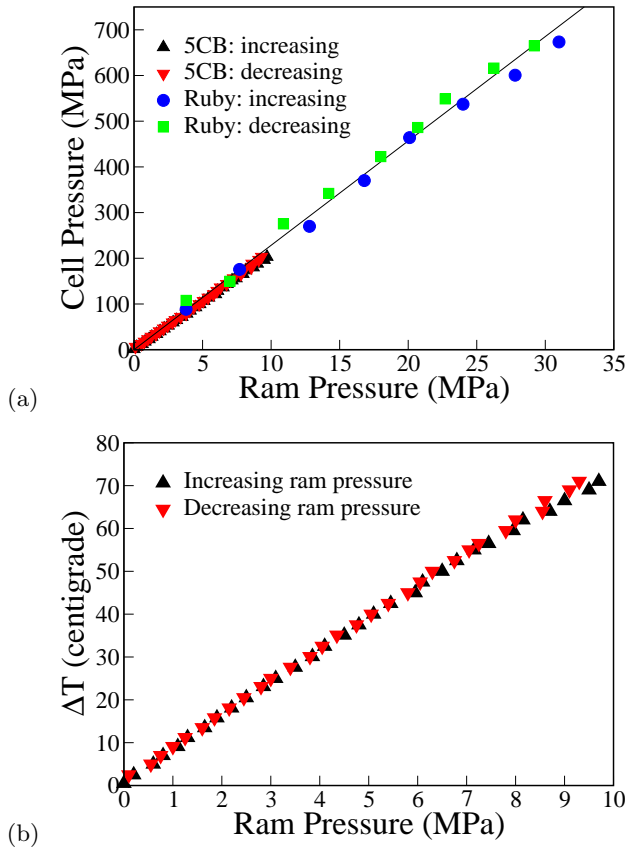 700
600
500
400
300
200
100
0
Cell Pressure (MPa)
5CB: increasing
5CB: decreasing
Ruby: increasing
Ruby: decreasing
0 5 10 15 20 25 30 35
Ram Pressure (MPa)
(a)
80
70
60
50
40
30
20
10
0
ΔT (centigrade)
Increasing ram pressure
Decreasing ram pressure
0 1 2 3 4 5 6 7 8 9 10
Ram Pressure (MPa)
(b)